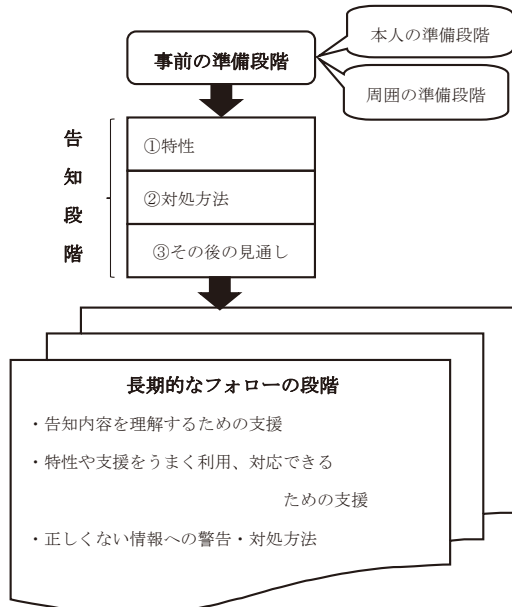 本人の準備段階
事前の準備段階
周囲の準備段階
告知段階
①特性
②対処方法
③その後の見通し
長期的なフォローの段階
・告知内容を理解するための支援
・特性や支援をうまく利用、対応できる
ための支援
・正しくない情報への警告・対処方法